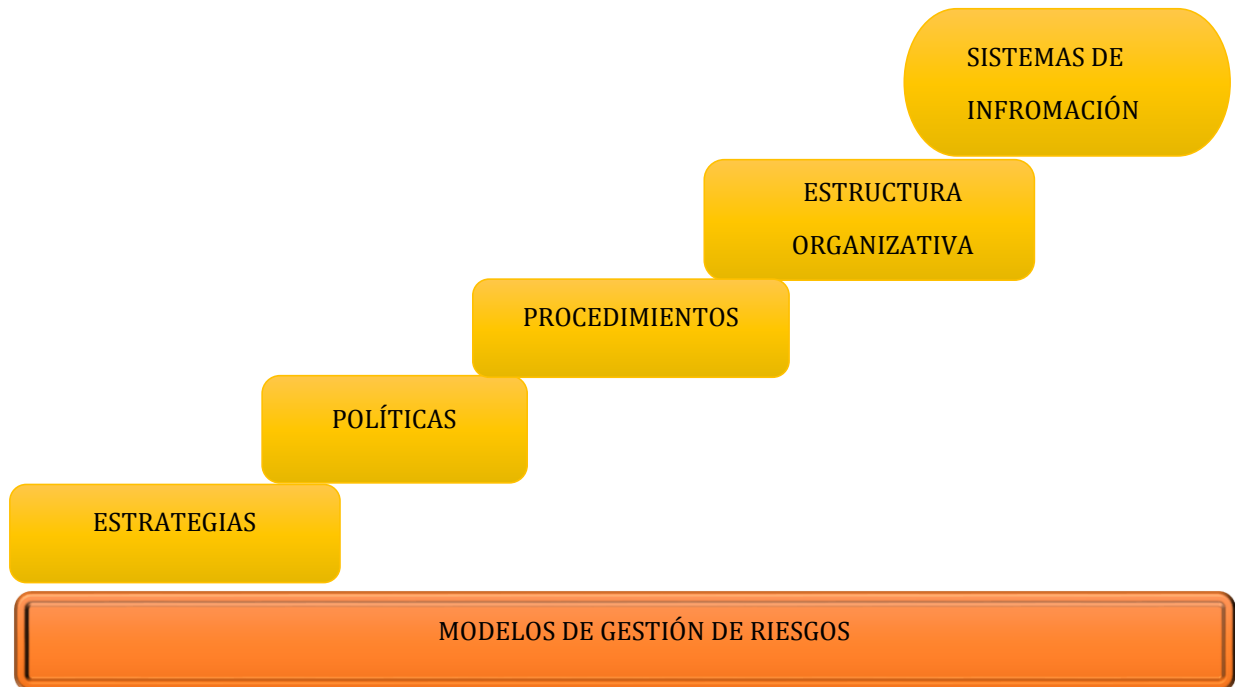 SISTEMAS DE
INFROMACIÓN
ESTRUCTURA
ORGANIZATIVA
PROCEDIMIENTOS
POLÍTICAS
ESTRATEGIAS
MODELOS DE GESTIÓN DE RIESGOS